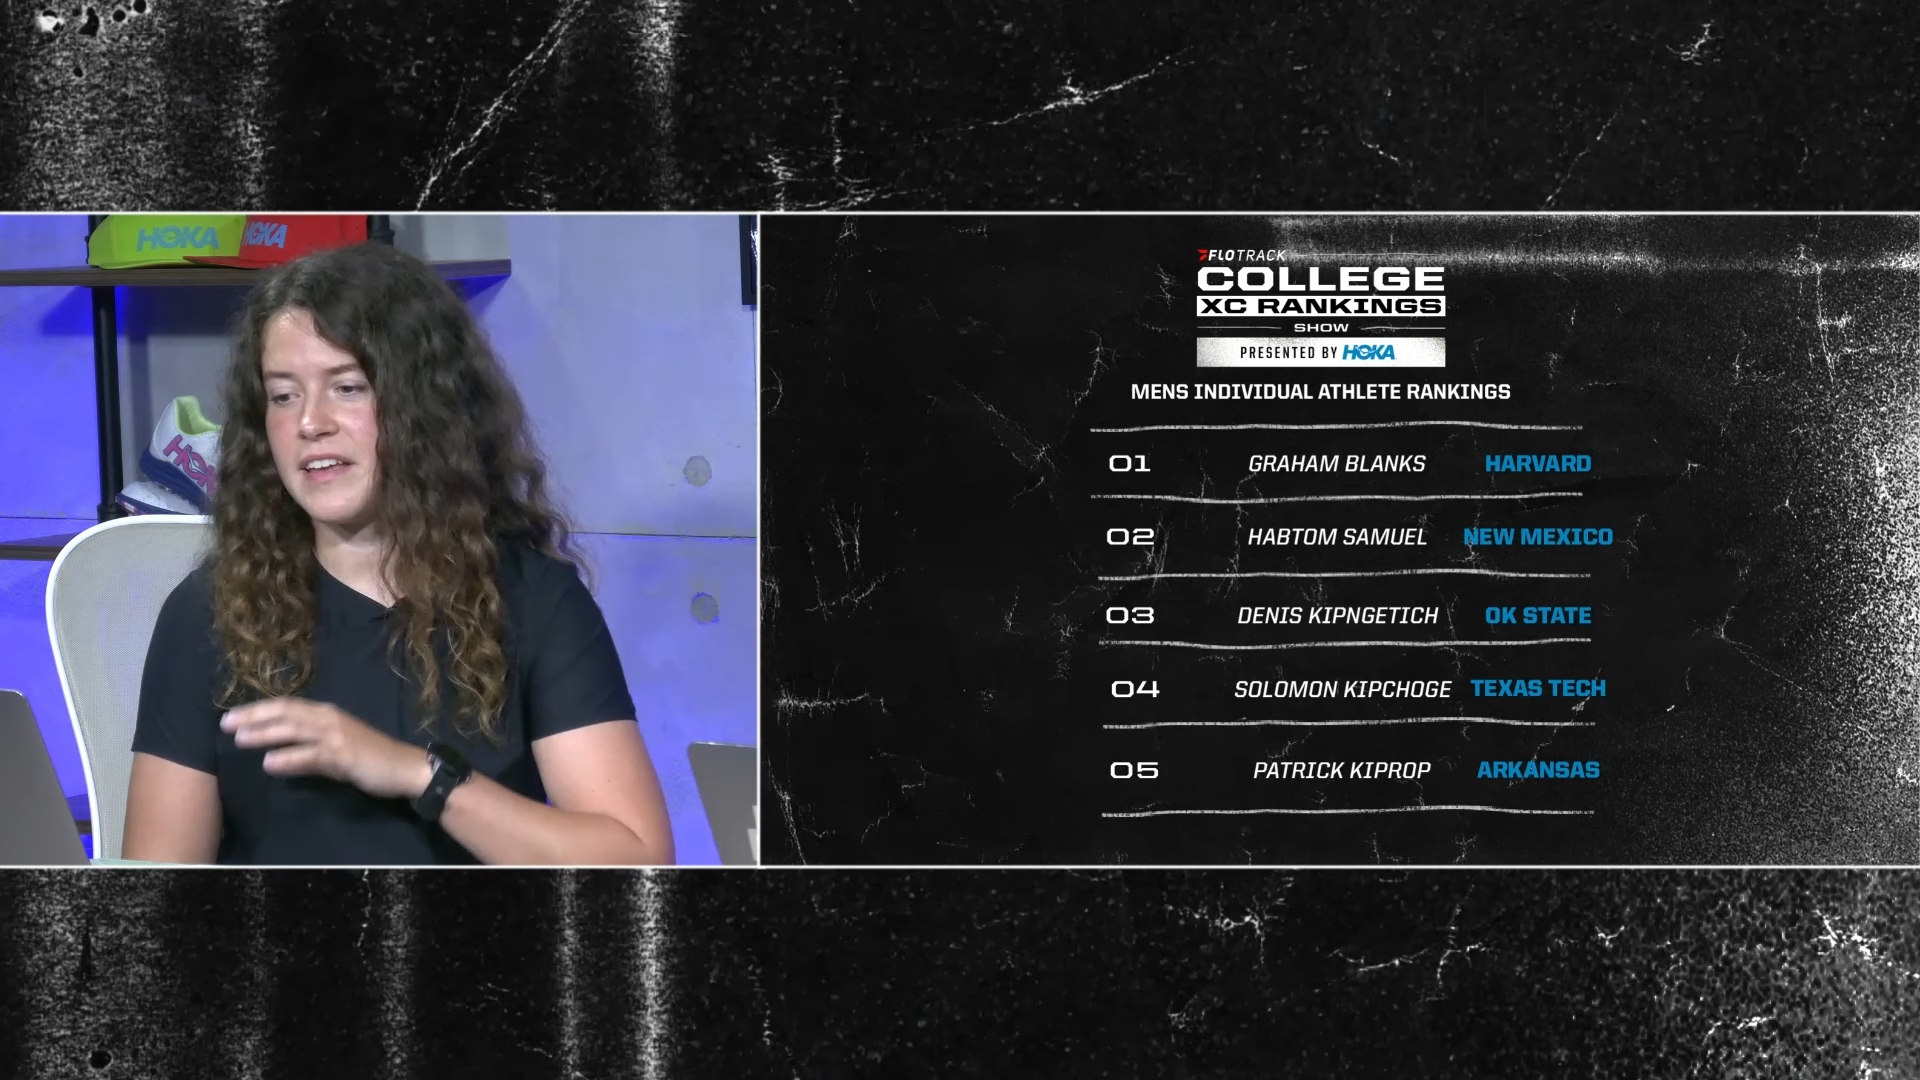 HOKA
HOKA
HOKA
FLOTRACK
COLLEGE
XC RANKINGS
SHOW
PRESENTED BY HOKA
MENS INDIVIDUAL ATHLETE RANKINGS
01 GRAHAM BLANKS HARVARD
02 HABTOM SAMUEL NEW MEXICO
03 DENIS KIPNGETICH OK STATE
04 SOLOMON KIPCHOGE TEXAS TECH
05 PATRICK KIPROP ARKANSAS